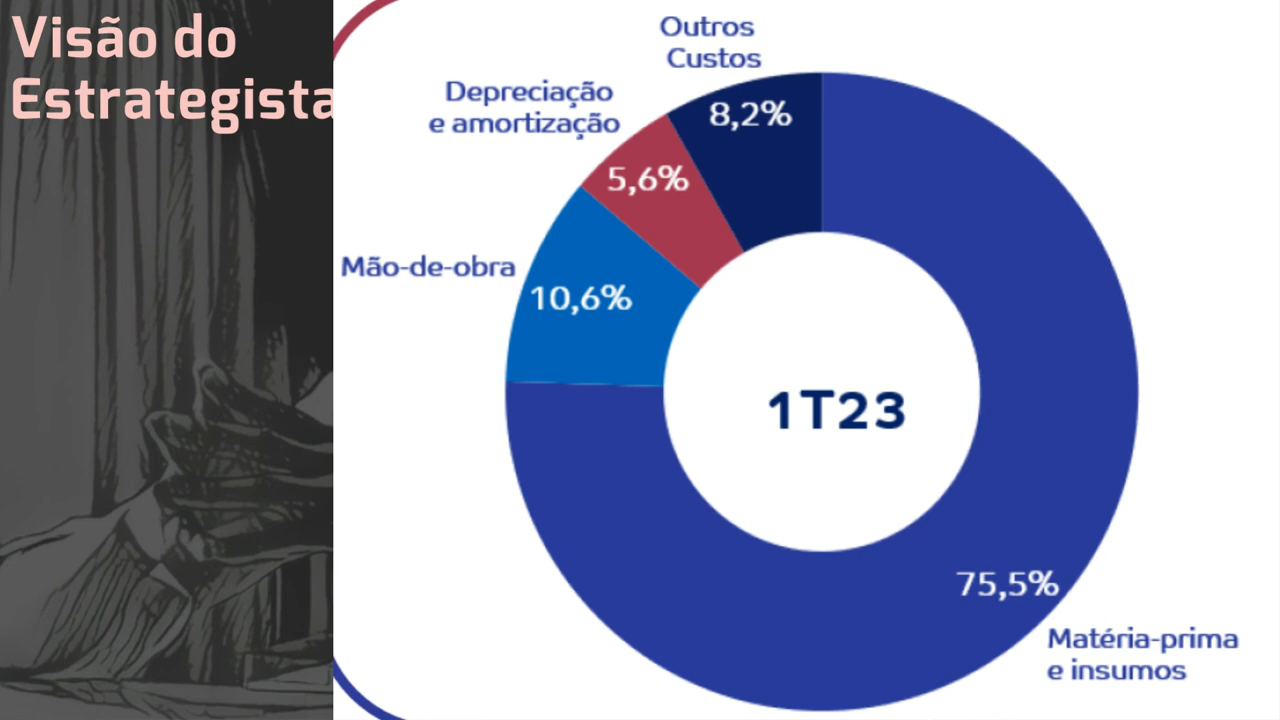 Visão do
Estrategista
Outros
Custos
Depreciação
e amortização
8,2%
5,6%
Mão-de-obra
10,6%
1T23
75,5%
Matéria-prima
e insumos